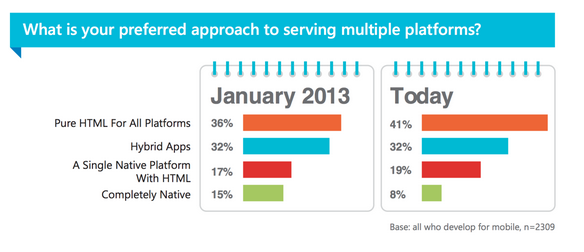 What is your preferred approach to serving multiple platforms?
January 2013
Today
Pure HTML For All Platforms 36% 41%
Hybrid Apps 32% 32%
A Single Native Platform
With HTML 17% 19%
Completely Native 15% 8%
Base: all who develop for mobile, n=2309